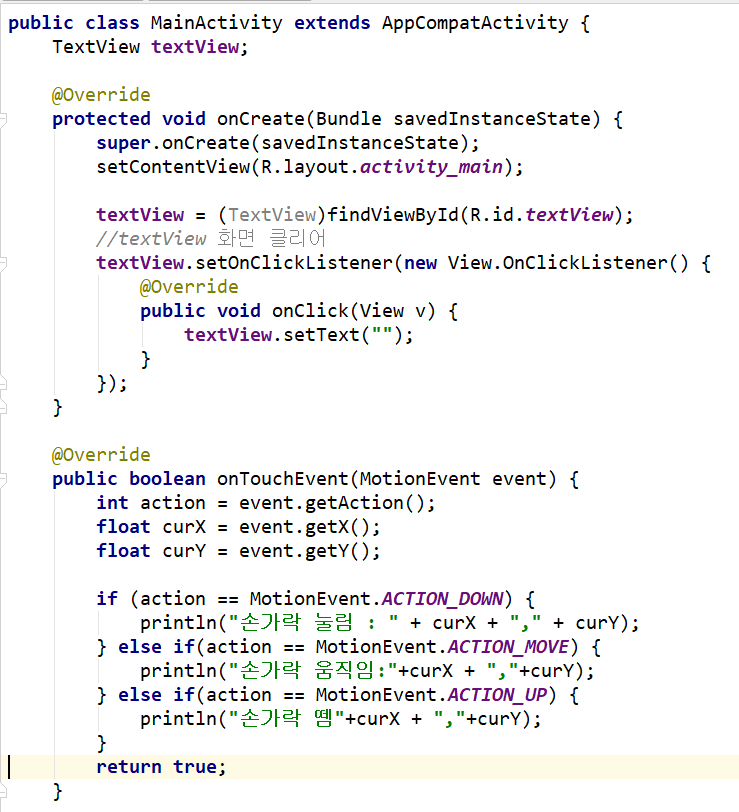 public class MainActivity extends AppCompatActivity {
    TextView textView;

    @Override
    protected void onCreate(Bundle savedInstanceState) {
        super.onCreate(savedInstanceState);
        setContentView(R.layout.activity_main);

        textView = (TextView)findViewById(R.id.textView);
        //textView 화면 클리어
        textView.setOnClickListener(new View.OnClickListener() {
            @Override
            public void onClick(View v) {
                textView.setText("");
            }
        });
    }

    @Override
    public boolean onTouchEvent(MotionEvent event) {
        int action = event.getAction();
        float curX = event.getX();
        float curY = event.getY();

        if (action == MotionEvent.ACTION_DOWN) {
            println("손가락 눌림 : " + curX + "," + curY);
        } else if(action == MotionEvent.ACTION_MOVE) {
            println("손가락 움직임:"+curX + ","+curY);
        } else if(action == MotionEvent.ACTION_UP) {
            println("손가락 뗌"+curX + ","+curY);
        }
        return true;
    }